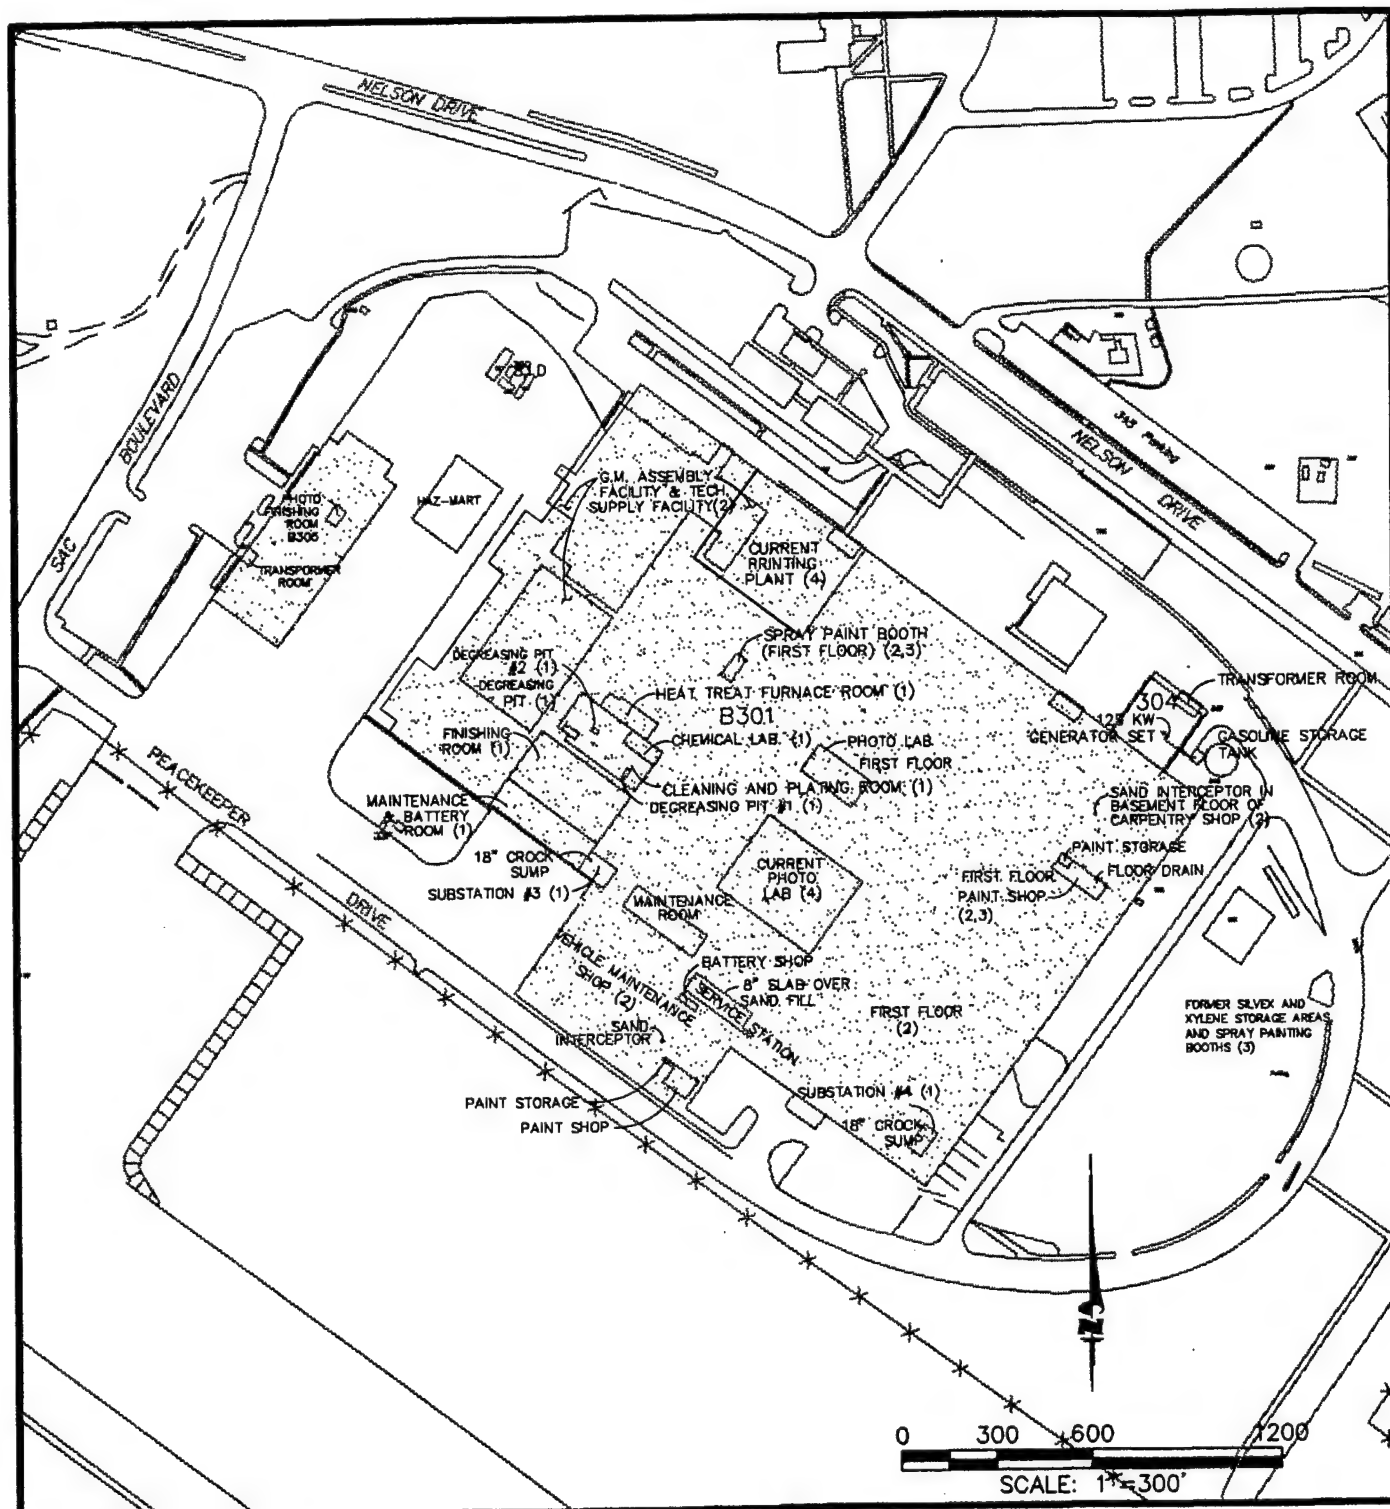 NELSON DRIVE
SAC BOULEVARD
B.L.D
345 Parking
NELSON DRIVE
PHOTO
FINISHING
ROOM
B305
TRANSFORMER
ROOM
HAZ-MART
G.M. ASSEMBLY
FACILITY & TECH.
SUPPLY FACILITY(2)
CURRENT
PRINTING
PLANT (4)
SPRAY PAINT BOOTH
(FIRST FLOOR) (2,3)
DEGREASING PIT
#2 (1)
DEGREASING
PIT (1)
HEAT TREAT FURNACE ROOM (1)
B301
TRANSFORMER ROOM
304
125 KW
GENERATOR SET
GASOLINE STORAGE
TANK
FINISHING
ROOM (1)
CHEMICAL LAB. (1)
PHOTO LAB
FIRST FLOOR
CLEANING AND PLATING ROOM (1)
DEGREASING PIT #1 (1)
SAND INTERCEPTOR IN
BASEMENT FLOOR OF
CARPENTRY SHOP (2)
MAINTENANCE
& BATTERY
ROOM (1)
PEACKEEPER
DRIVE
18" CROCK
SUMP
SUBSTATION #3 (1)
CURRENT
PHOTO
LAB (4)
PAINT STORAGE
FLOOR DRAIN
FIRST FLOOR
PAINT SHOP
(2,3)
MAINTENANCE
ROOM
VEHICLE MAINTENANCE
SHOP (2)
BATTERY SHOP
8" SLAB OVER
SAND FILL
SERVICE STATION
FIRST FLOOR
(2)
SAND
INTERCEPTOR
FORMER SILVEX AND
XYLENE STORAGE AREAS
AND SPRAY PAINTING
BOOTHS (3)
PAINT STORAGE
PAINT SHOP
SUBSTATION #4 (1)
18" CROCK
SUMP
N
0 300 600 1200
SCALE: 1"=300'